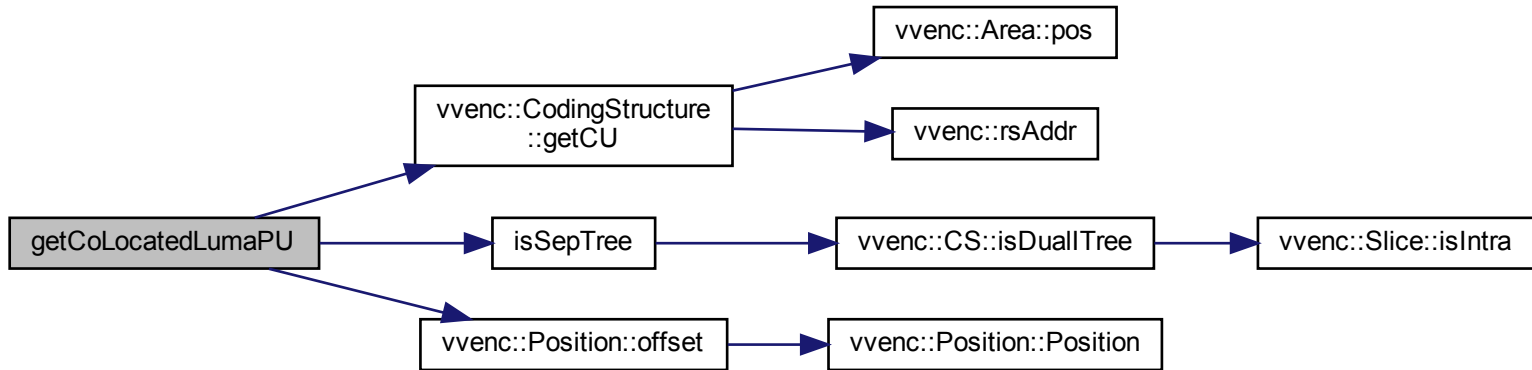 vvenc::Area::pos
vvenc::CodingStructure
::getCU
vvenc::rsAddr
getCoLocatedLumaPU
isSepTree
vvenc::CS::isDualITree
vvenc::Slice::isIntra
vvenc::Position::offset
vvenc::Position::Position